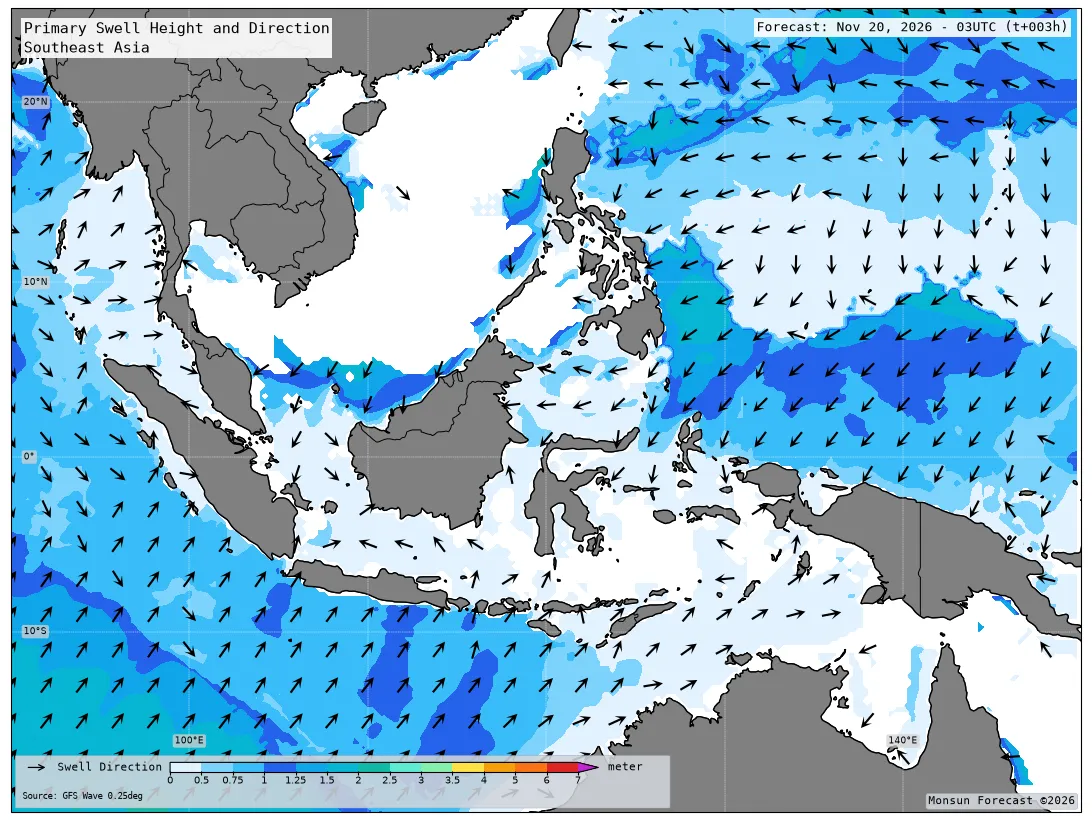 Primary Swell Height and Direction
Southeast Asia
Forecast: Nov 20, 2026 - 03UTC (t+003h)
20°N
10°N
0°
10°S
100°E
140°E
Swell Direction
0 0.5 0.75 1 1.25 1.5 2 2.5 3 3.5 4 5 6 7
meter
Source: GFS Wave 0.25deg
Monsun Forecast ©2026